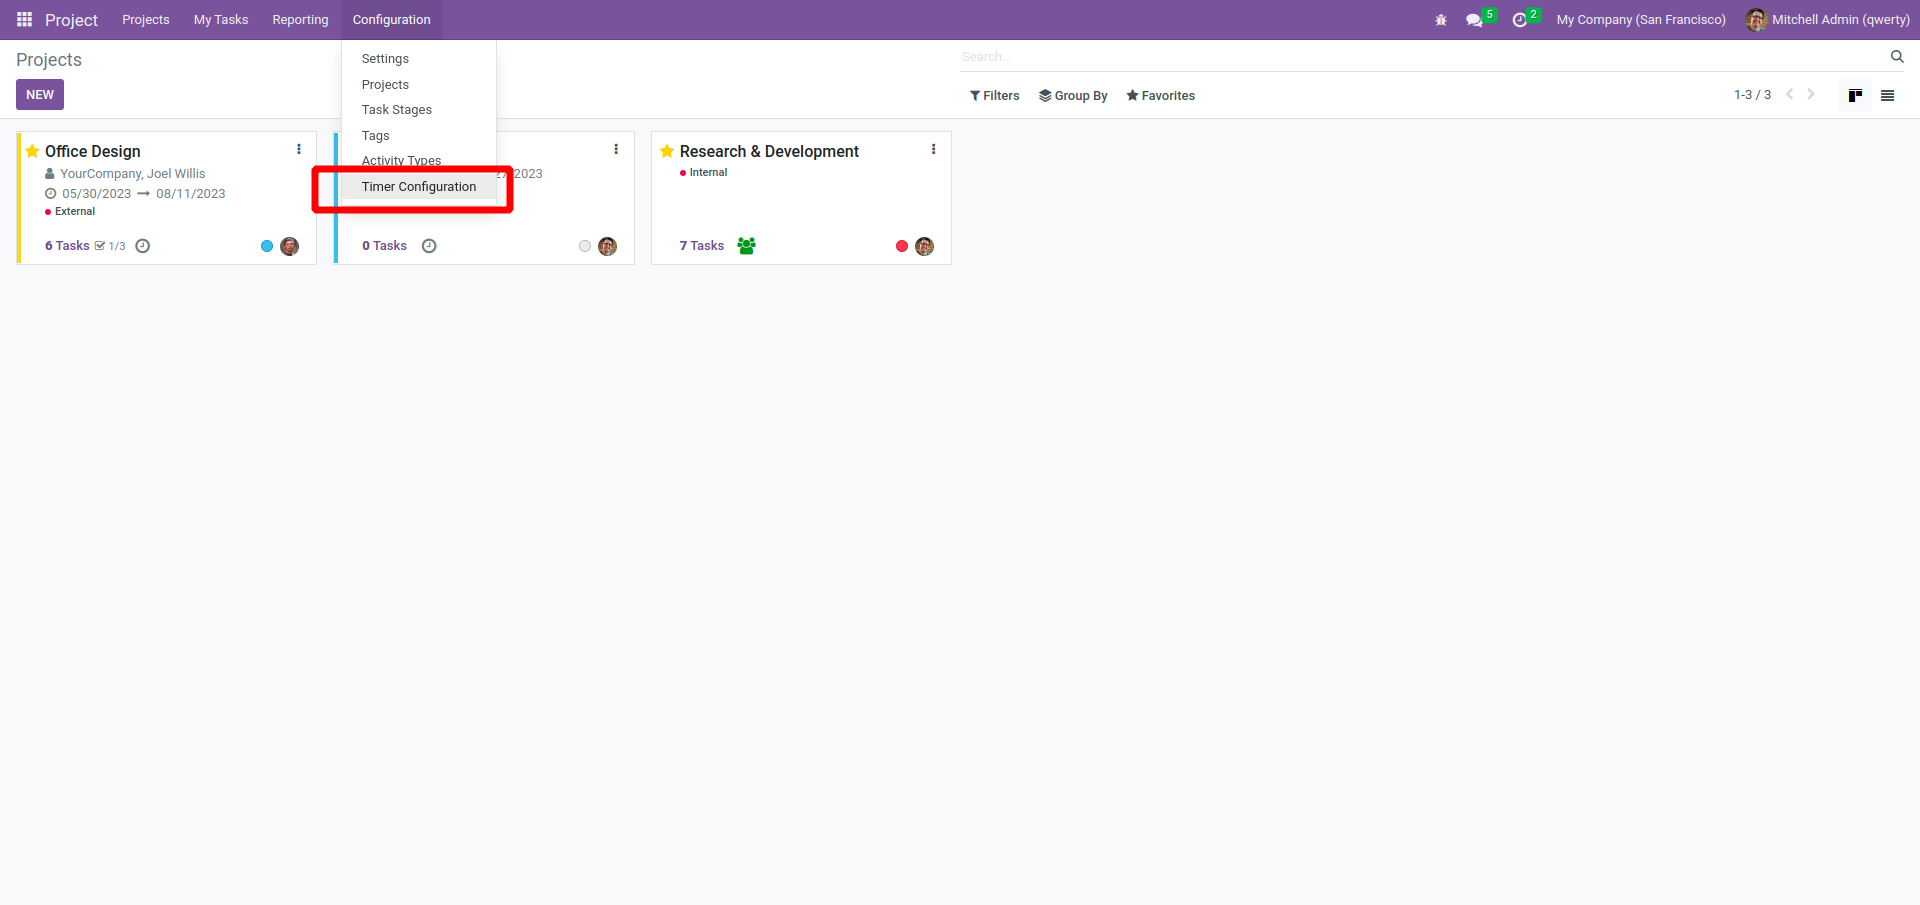 Project Projects My Tasks Reporting Configuration 5 2 My Company (San Francisco) Mitchell Admin (qwerty)
Projects
Search...
NEW
Filters Group By Favorites 1-3 / 3
Settings
Projects
Task Stages
Tags
Activity Types
Timer Configuration
Office Design
YourCompany, Joel Willis
05/30/2023 08/11/2023
External
6 Tasks 1/3
2023
0 Tasks
Research & Development
Internal
7 Tasks